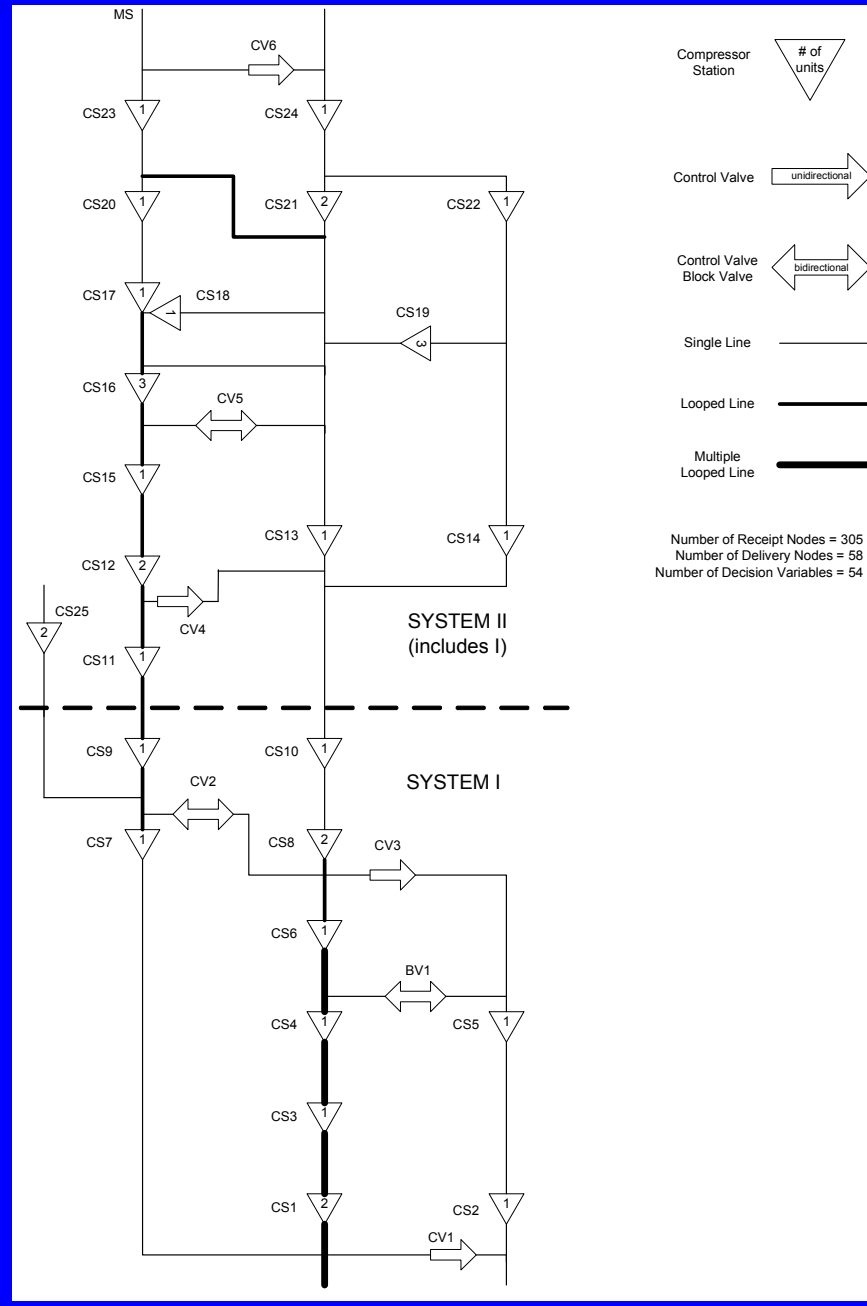 MS
CV6
Compressor
Station
# of
units
CS23
1
CS24
1
Control Valve
unidirectional
CS20
1
CS21
2
CS22
1
Control Valve
Block Valve
bidirectional
CS17
1
CS18
1
CS19
3
Single Line
CS16
3
CV5
Looped Line
CS15
1
Multiple
Looped Line
CS12
2
CS13
1
CS14
1
Number of Receipt Nodes = 305
Number of Delivery Nodes = 58
Number of Decision Variables = 54
CS25
2
CV4
SYSTEM II
(includes I)
CS11
1
CS9
1
CS10
1
SYSTEM I
CV2
CS7
1
CS8
2
CV3
CS6
1
BV1
CS4
1
CS5
1
CS3
1
CS1
2
CS2
1
CV1